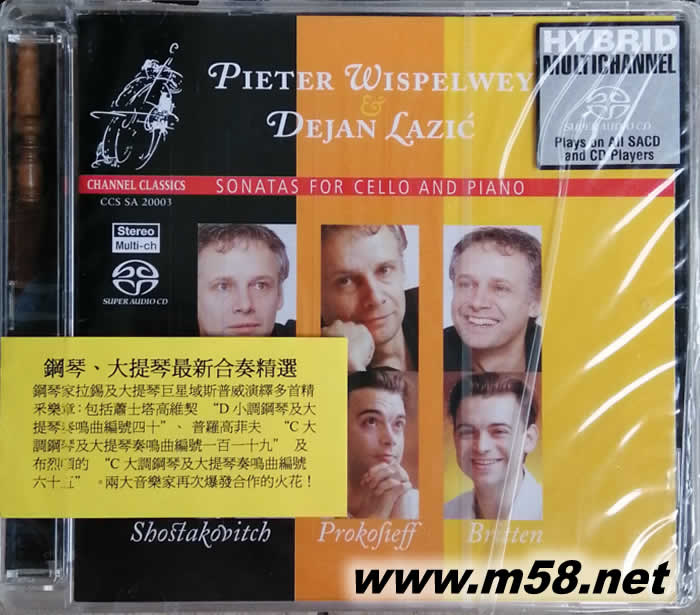 PIETER WISPELWEY
&
DEJAN LAZIĆ
HYBRID
MULTICHANNEL
SUPER AUDIO CD
Plays on All SACD
and CD Players
CHANNEL CLASSICS
CCS SA 20003
SONATAS FOR CELLO AND PIANO
Stereo
Multi-ch
SUPER AUDIO CD
鋼琴、大提琴最新合奏精選
鋼琴家拉錫及大提琴巨星域斯普威演繹多首精
釆樂章：包括蕭士塔高維契 “D 小調鋼琴及大
提琴奏鳴曲編號四十”、普羅高菲夫 “C 大
調鋼琴及大提琴奏鳴曲編號一百一十九” 及
布烈頓的 “C 大調鋼琴及大提琴奏鳴曲編號
六十五” 。兩大音樂家再次爆發合作的火花！
Shostakovitch
Prokofieff
Britten
www.m58.net